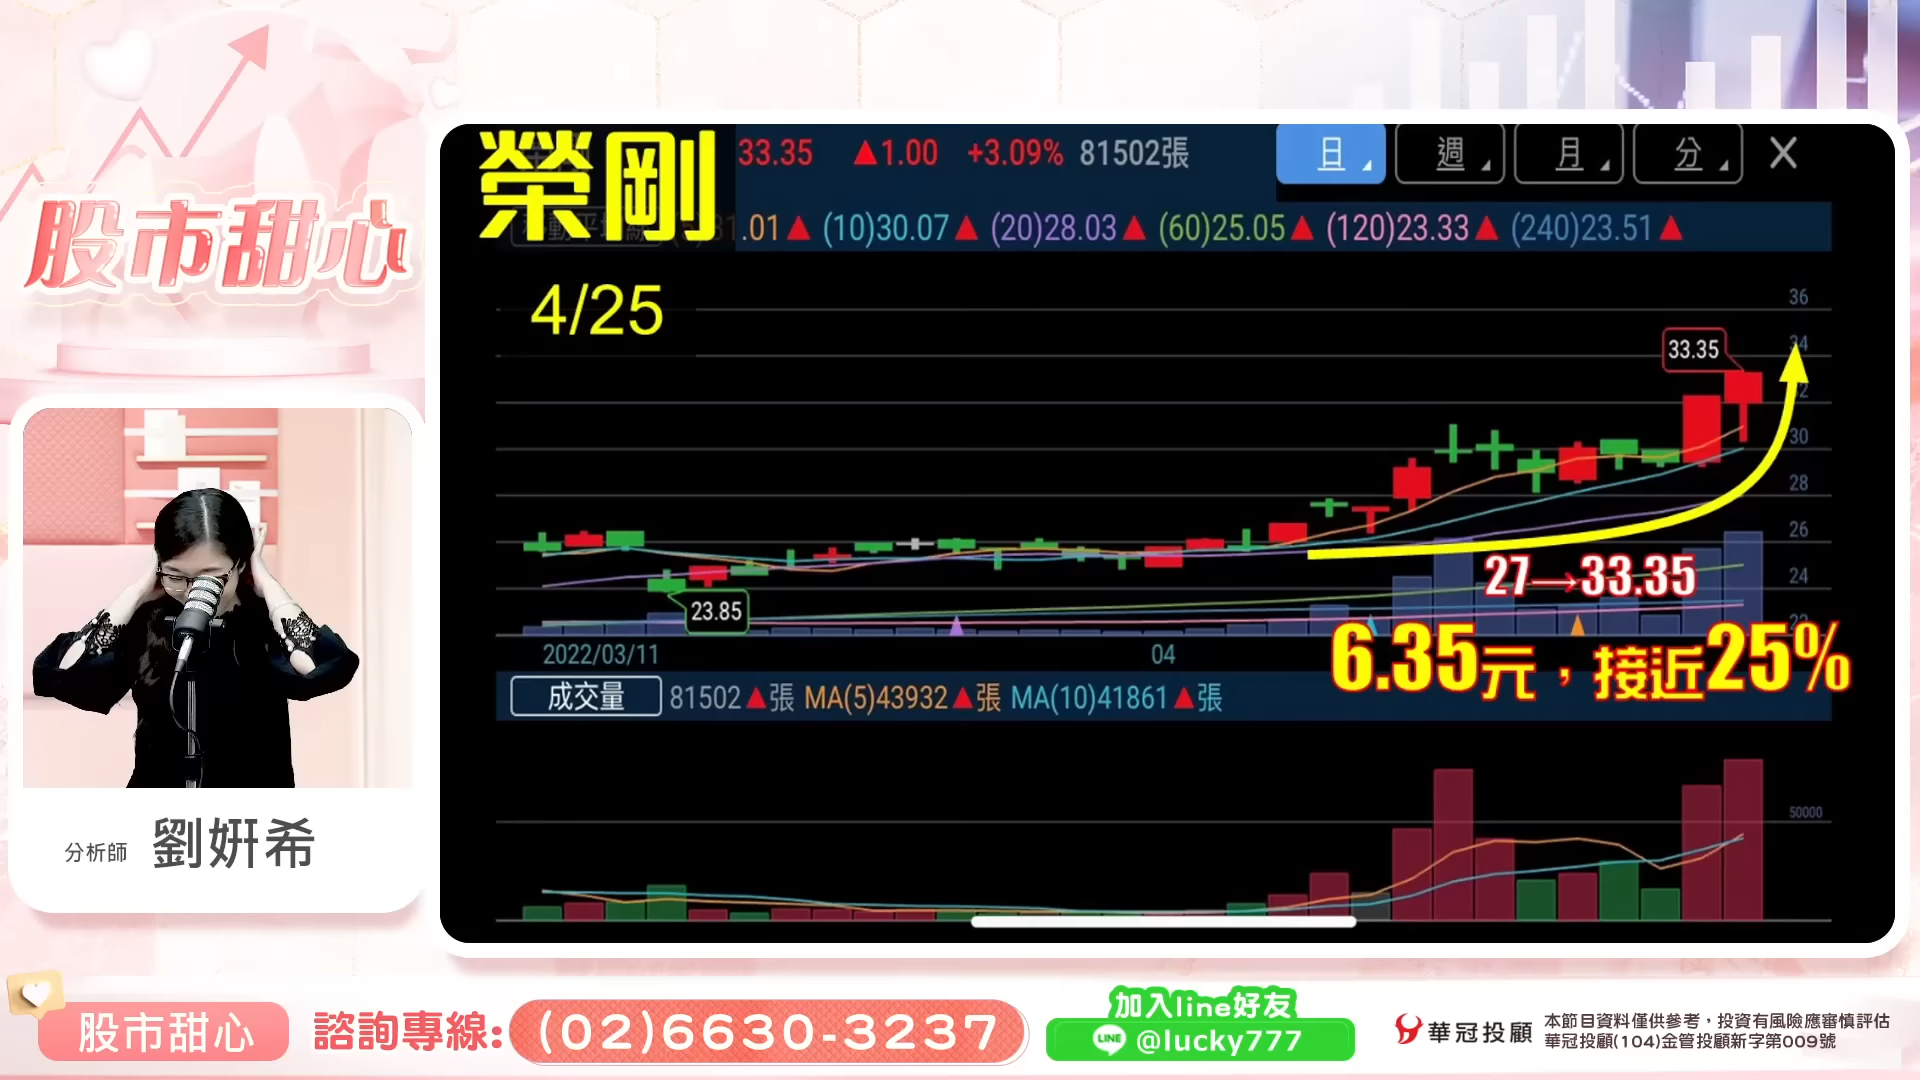 股市甜心
榮剛
33.35 ▲1.00 +3.09% 81502張
日 週 月 分 X
.01▲ (10)30.07▲ (20)28.03▲ (60)25.05▲ (120)23.33▲ (240)23.51▲
4/25
36
34
33.35
32
30
28
26
24
22
27→33.35
6.35元，接近25%
23.85
2022/03/11 04
成交量 81502▲張 MA(5)43932▲張 MA(10)41861▲張
50000
分析師 劉妍希
股市甜心
諮詢專線:(02)6630-3237
加入line好友
LINE @lucky777
華冠投顧
本節目資料僅供參考，投資有風險應審慎評估
華冠投顧(104)金管投顧新字第009號